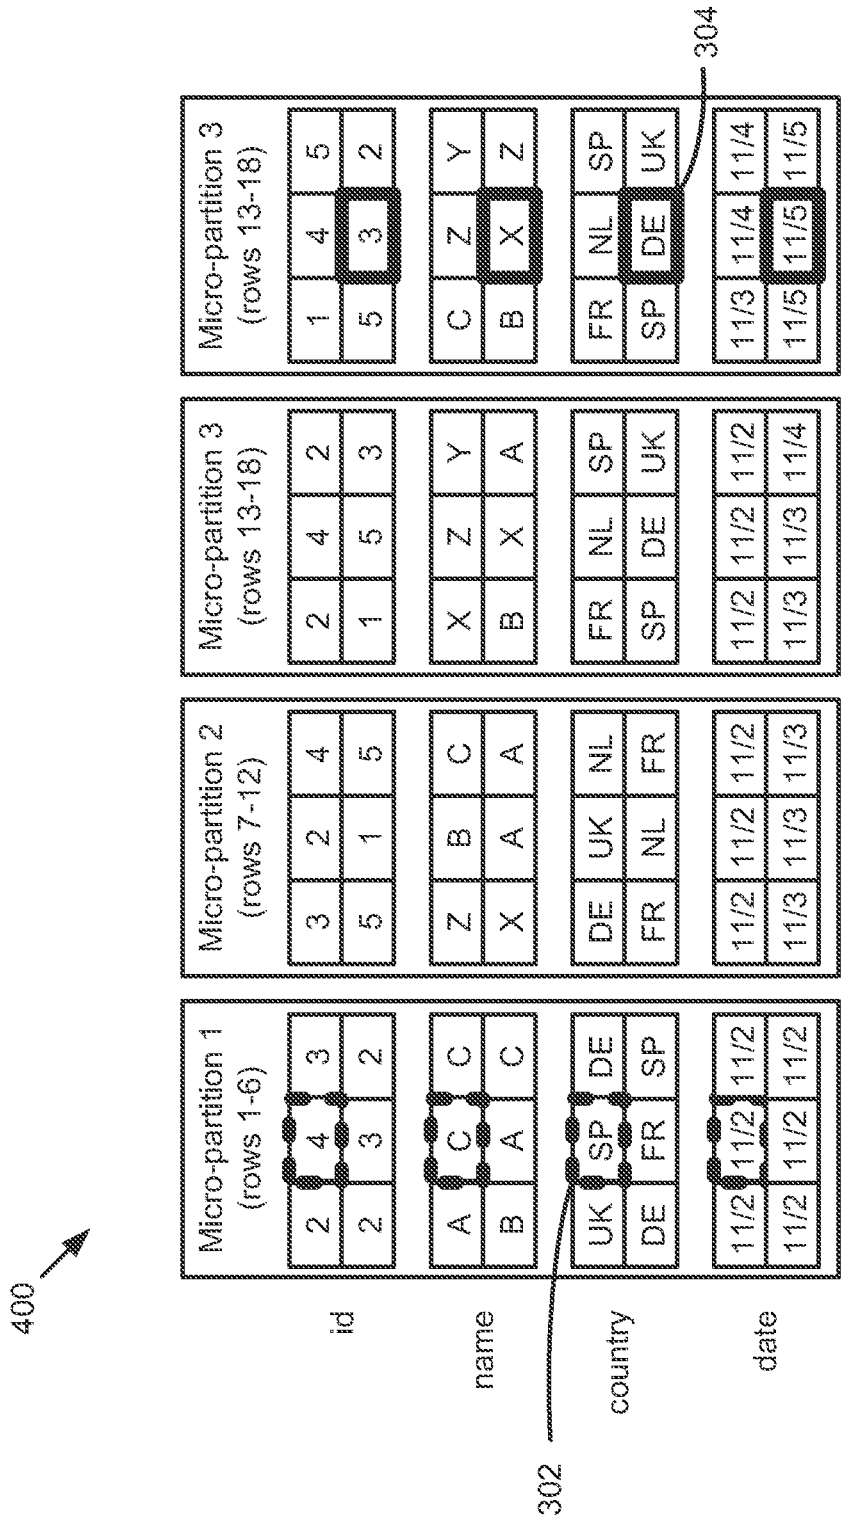 400
Micro-partition 1
(rows 1-6)
Micro-partition 2
(rows 7-12)
Micro-partition 3
(rows 13-18)
Micro-partition 3
(rows 13-18)
id
2 4 3
2 3 2
3 2 4
5 1 5
2 4 2
1 5 3
1 4 5
5 3 2
name
A C C
B A C
Z B C
X A A
X Z Y
B X A
C Z Y
B X Z
country
UK SP DE
DE FR SP
DE UK NL
FR NL FR
FR NL SP
SP DE UK
FR NL SP
SP DE UK
date
11/2 11/2 11/2
11/2 11/2 11/2
11/2 11/2 11/2
11/3 11/3 11/3
11/2 11/2 11/2
11/3 11/3 11/4
11/3 11/4 11/4
11/5 11/5 11/5
302
304